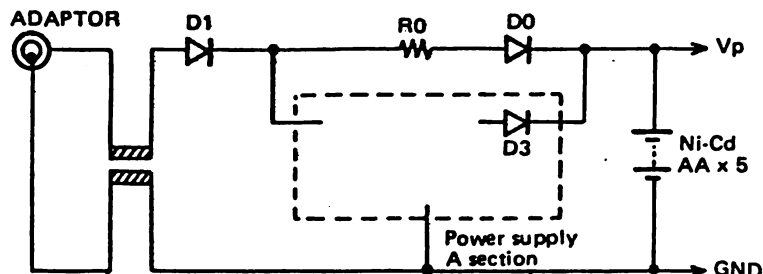 ADAPTOR
D1
R0
D0
Vp
D3
Ni-Cd
AA x 5
Power supply
A section
GND